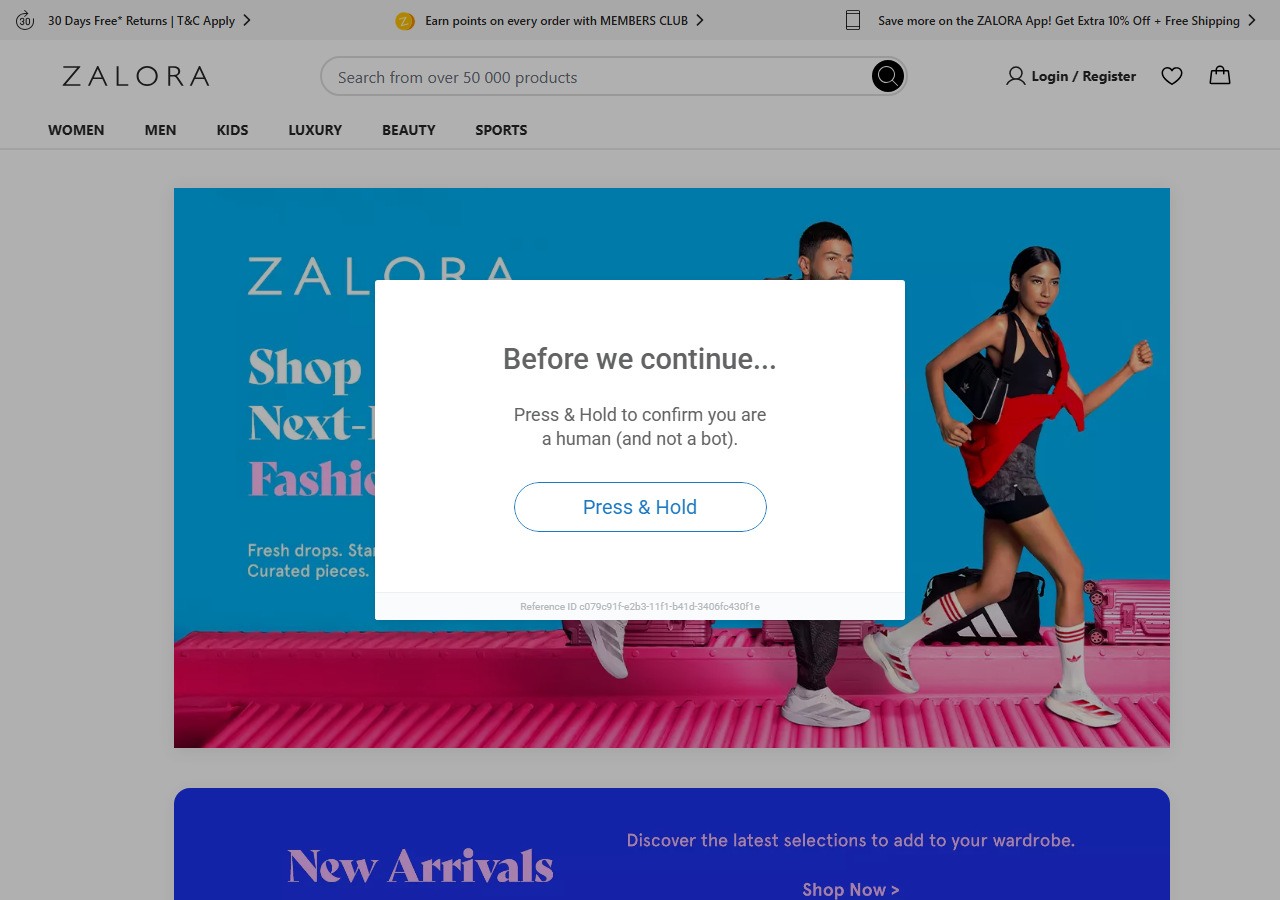 30 Days Free* Returns | T&C Apply
Earn points on every order with MEMBERS CLUB
Save more on the ZALORA App! Get Extra 10% Off + Free Shipping
ZALORA
Search from over 50 000 products
Login / Register
WOMEN
MEN
KIDS
LUXURY
BEAUTY
SPORTS
ZALORA
Shop
Next-
Fashi
Fresh drops. Sta
Curated pieces.
Before we continue...
Press & Hold to confirm you are
a human (and not a bot).
Press & Hold
Reference ID c079c91f-e2b3-11f1-b41d-3406fc430f1e
New Arrivals
Discover the latest selections to add to your wardrobe.
Shop Now >